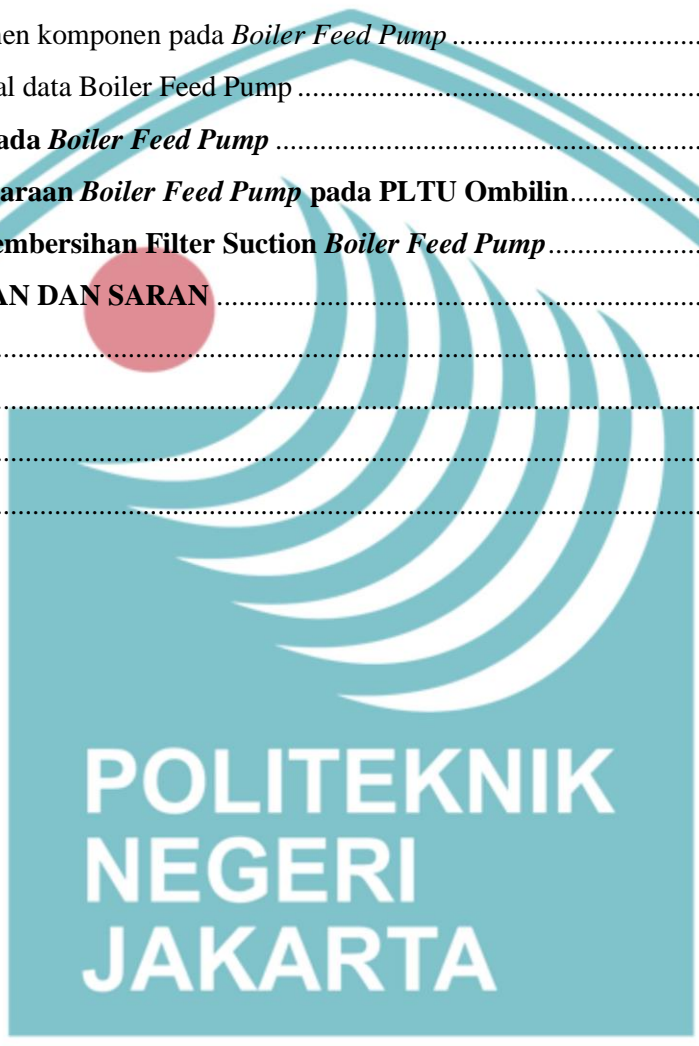 nen komponen pada Boiler Feed Pump ................................
al data Boiler Feed Pump ................................
ada Boiler Feed Pump ................................
araan Boiler Feed Pump pada PLTU Ombilin................................
embersihan Filter Suction Boiler Feed Pump................................
AN DAN SARAN ................................
POLITEKNIK
NEGERI
JAKARTA